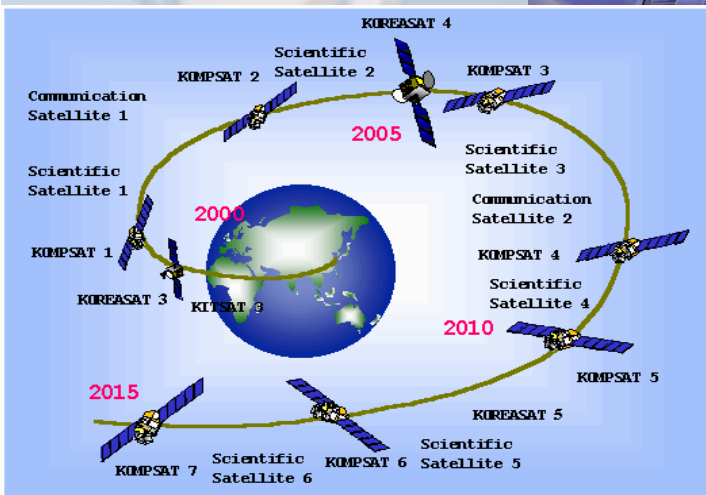 KOREASAT 4
Scientific
Satellite 2
KOMPSAT 2
KOMPSAT 3
Communication
Satellite 1
2005
Scientific
Satellite 3
Scientific
Satellite 1
Communication
Satellite 2
2000
KOMPSAT 1
KOMPSAT 4
Scientific
Satellite 4
KOREASAT 3
KITSAT 3
2010
KOMPSAT 5
2015
KOREASAT 5
KOMPSAT 7
Scientific
Satellite 6
KOMPSAT 6
Scientific
Satellite 5